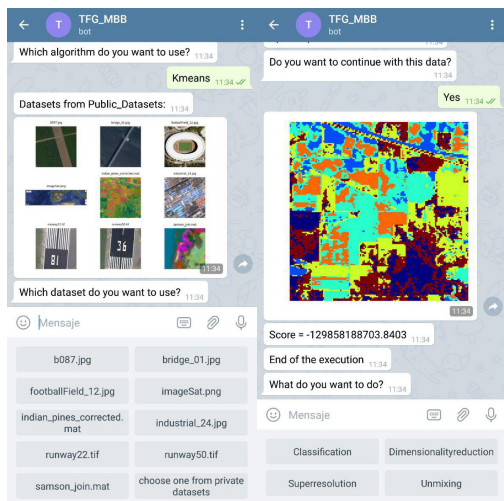 TFG_MBB
bot
Which algorithm do you want to use?
11:34
Kmeans 11:34
Datasets from Public_Datasets: 11:34
b087.jpg bridge_01.jpg footballField_12.jpg
imageSat.png indian_pines_corrected.mat industrial_24.jpg
runway22.tif runway50.tif samson_join.mat
11:34
Which dataset do you want to use? 11:34
Mensaje
b087.jpg bridge_01.jpg
footballField_12.jpg imageSat.png
indian_pines_corrected.
mat
industrial_24.jpg
runway22.tif runway50.tif
samson_join.mat
choose one from private
datasets
TFG_MBB
bot
11:34
Do you want to continue with this data?
11:34
Yes 11:34
11:34
Score = -129858188703.8403 11:34
End of the execution 11:34
What do you want to do? 11:34
Mensaje
Classification Dimensionalityreduction
Superresolution Unmixing